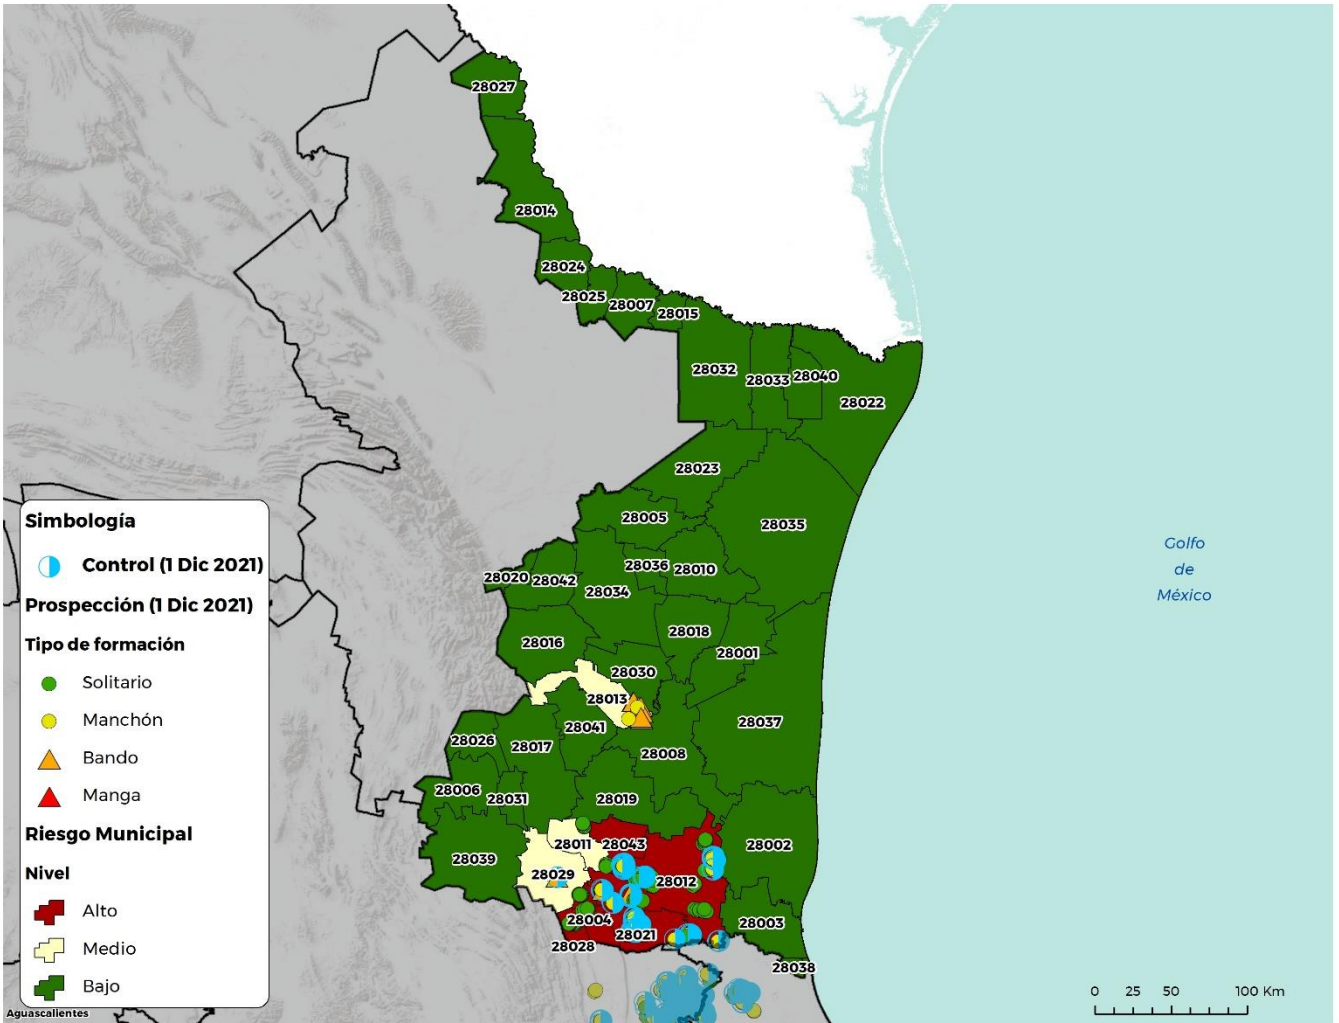 28027
28014
28024
28025
28007
28015
28032
28033
28040
28022
28023
28005
28035
28036
28010
28020
28042
28034
28016
28018
28001
28030
28013
28041
28037
28026
28017
28008
28006
28031
28019
28011
28043
28002
28039
28029
28012
28004
28003
28021
28028
28038
Golfo
de
México
Simbología
Control (1 Dic 2021)
Prospección (1 Dic 2021)
Tipo de formación
Solitario
Manchón
Bando
Manga
Riesgo Municipal
Nivel
Alto
Medio
Bajo
Aguascalientes
0 25 50 100 Km